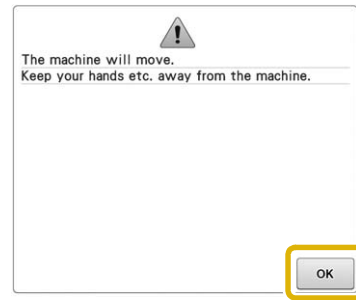 The machine will move.
Keep your hands etc. away from the machine.
OK